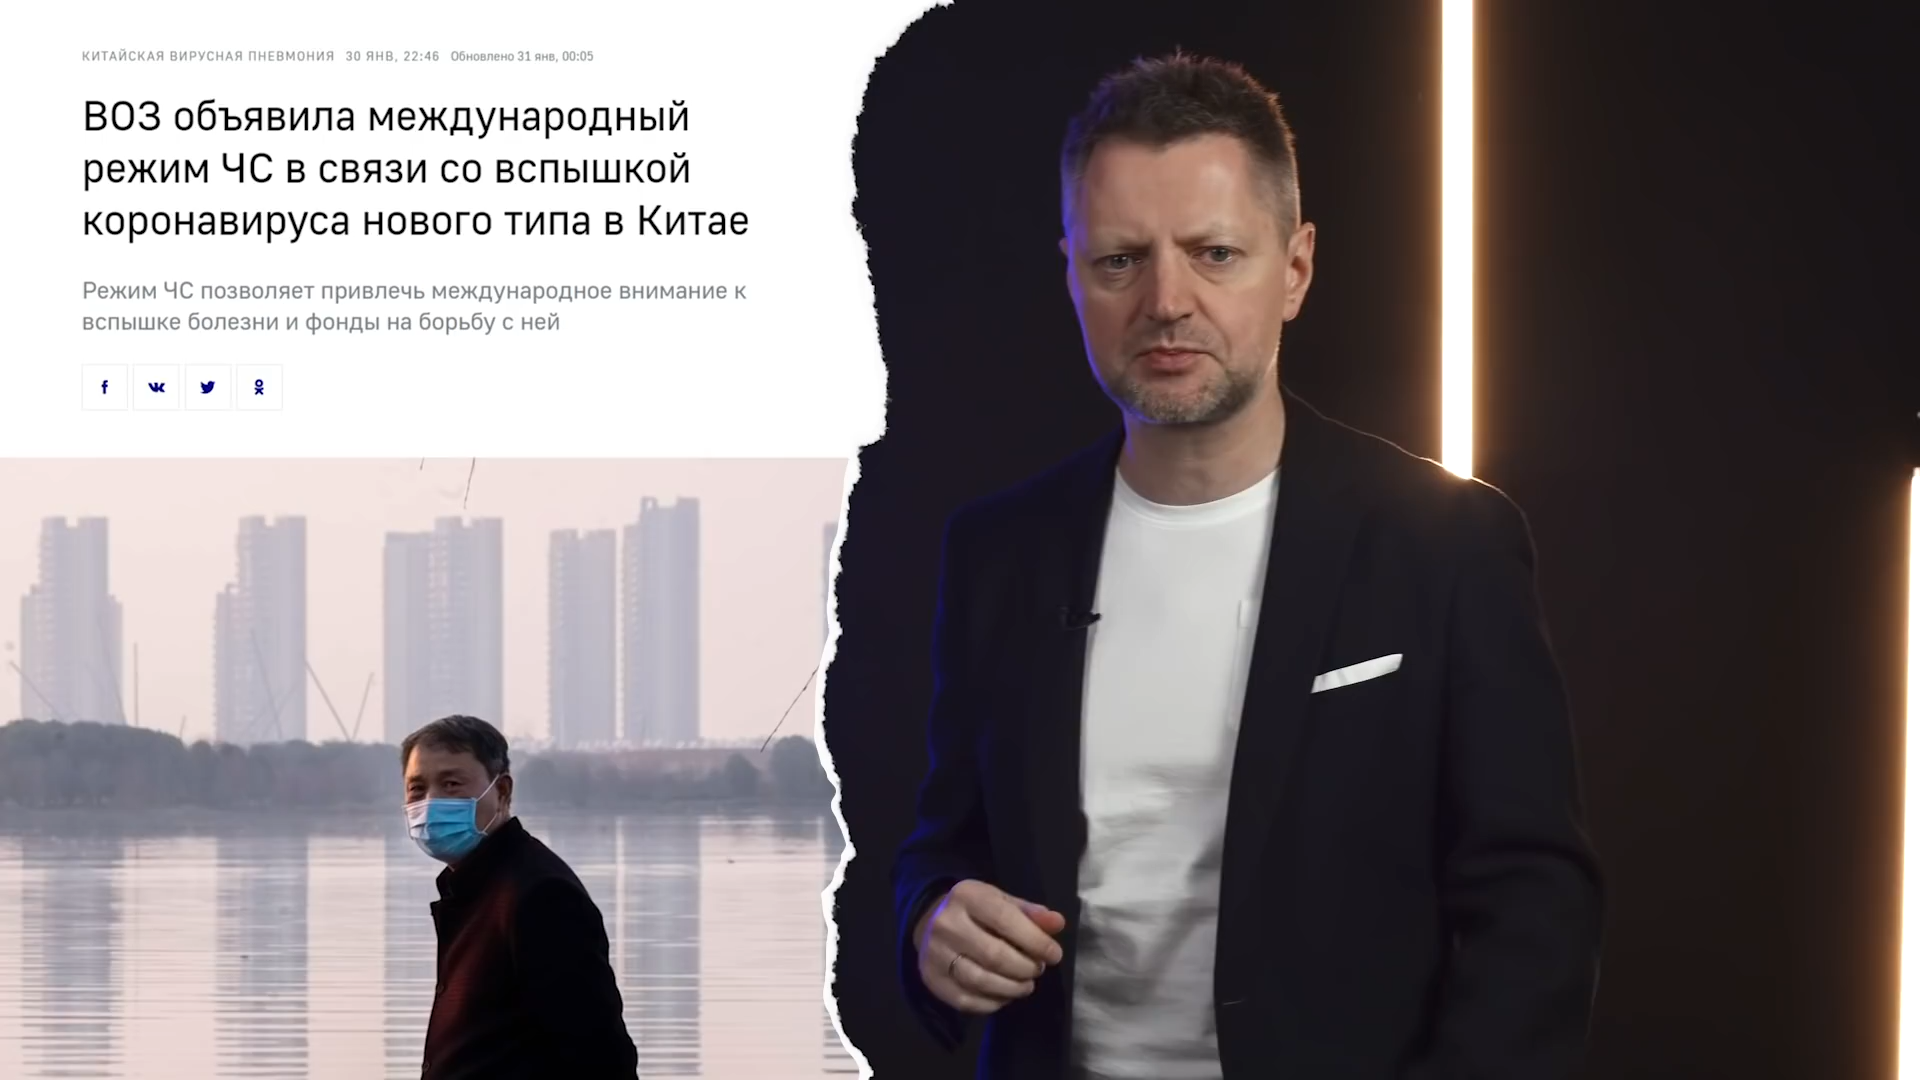 КИТАЙСКАЯ ВИРУСНАЯ ПНЕВМОНИЯ 30 ЯНВ, 22:46 Обновлено 31 янв, 00:05
ВОЗ объявила международный
режим ЧС в связи со вспышкой
коронавируса нового типа в Китае
Режим ЧС позволяет привлечь международное внимание к
вспышке болезни и фонды на борьбу с ней